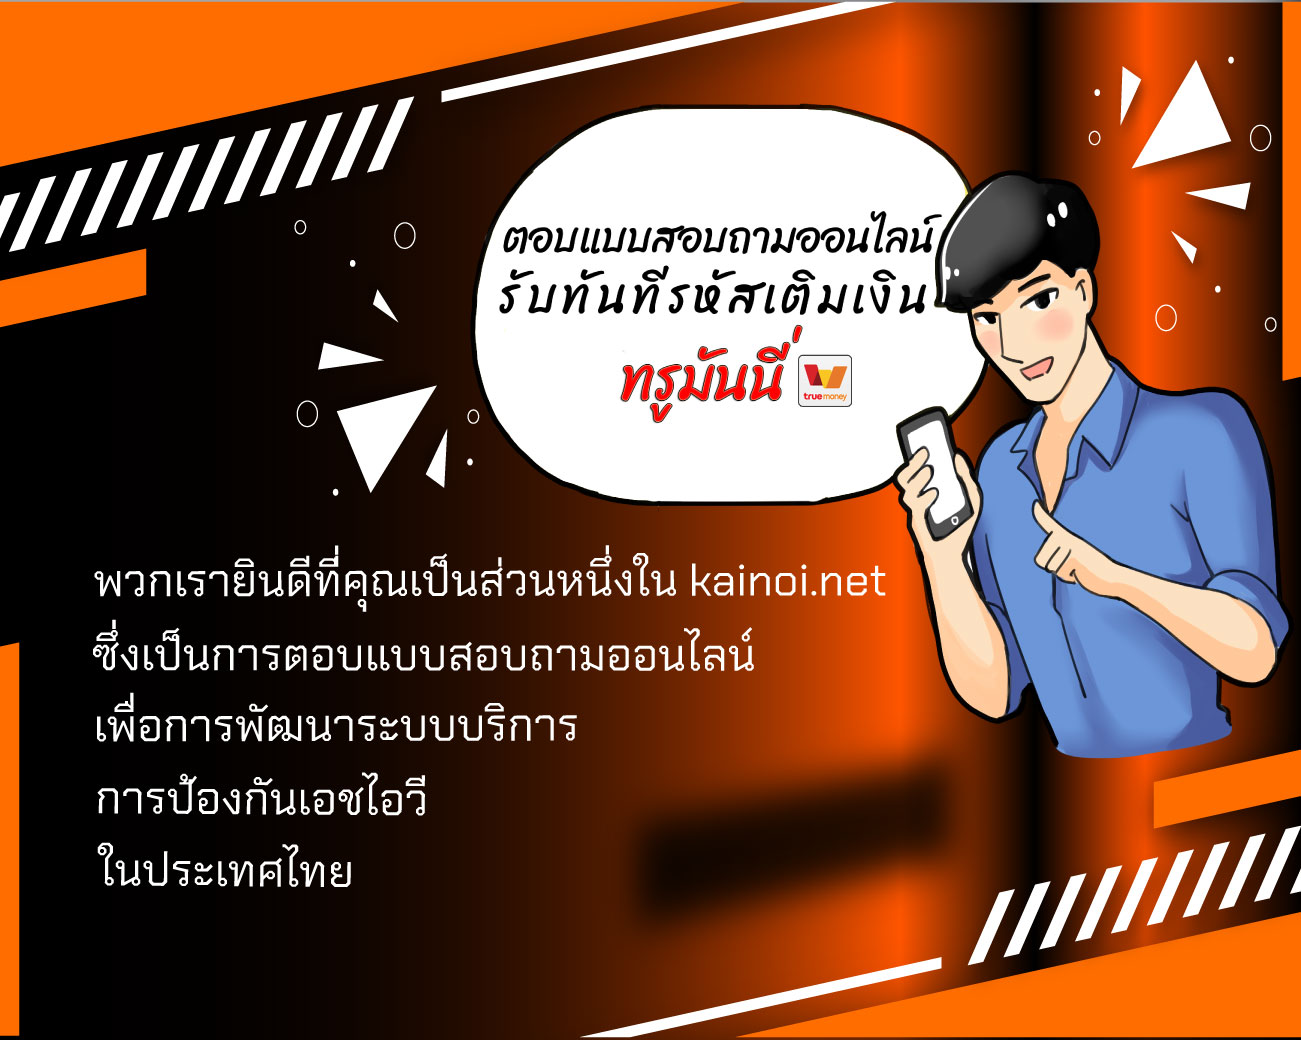 ตอบแบบสอบถามออนไลน์
รับทันทีรหัสเติมเงิน
ทรูมันนี่
true money
พวกเรายินดีที่คุณเป็นส่วนหนึ่งใน kainoi.net
ซึ่งเป็นการตอบแบบสอบถามออนไลน์
เพื่อการพัฒนาระบบบริการ
การป้องกันเอชไอวี
ในประเทศไทย